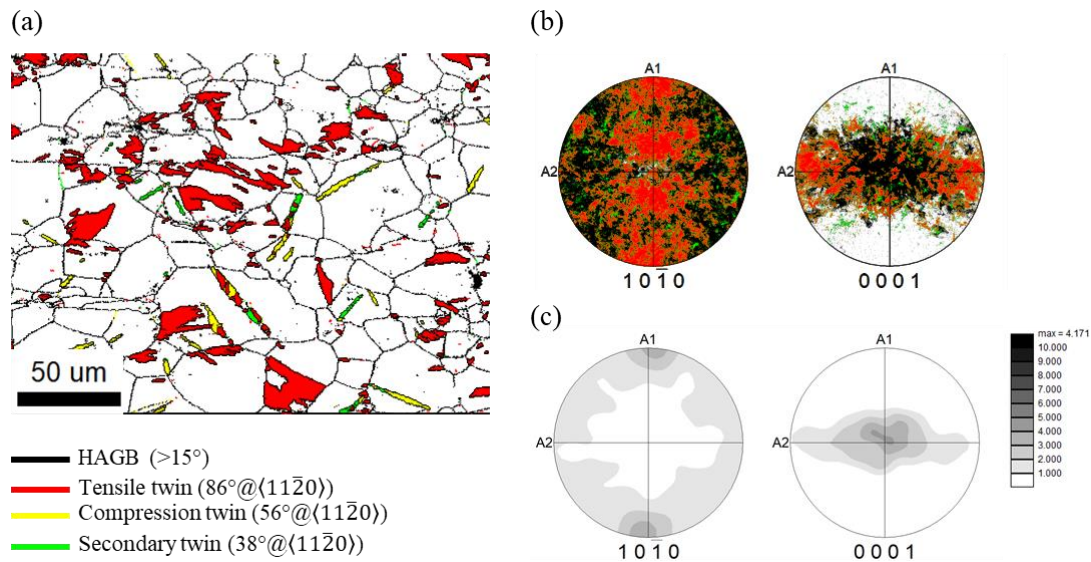 (a)
50 um
HAGB (>15°)
Tensile twin (86°@⟨112̅0⟩)
Compression twin (56°@⟨112̅0⟩)
Secondary twin (38°@⟨112̅0⟩)
(b)
A1
A2
1 0 1̅ 0
A1
A2
0 0 0 1
(c)
A1
A2
1 0 1̅ 0
A1
A2
0 0 0 1
max = 4.171
10.000
9.000
8.000
7.000
6.000
5.000
4.000
3.000
2.000
1.000